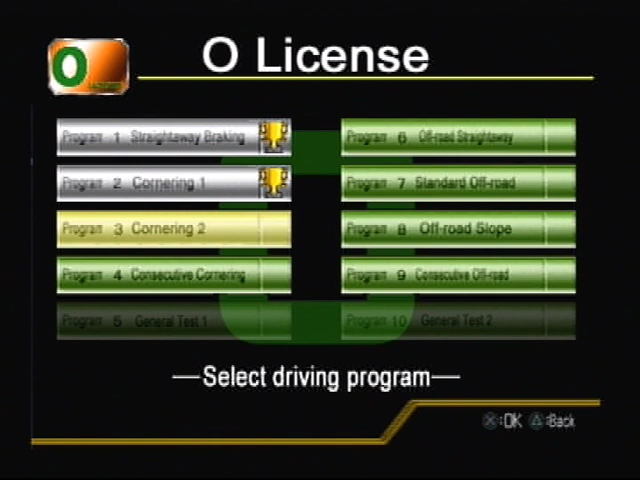 O License
O
Program 1 Straightaway Braking
Program 2 Cornering 1
Program 3 Cornering 2
Program 4 Consecutive Cornering
Program 5 General Test 1
Program 6 Off-road Straightaway
Program 7 Standard Off-road
Program 8 Off-road Slope
Program 9 Consecutive Off-road
Program 10 General Test 2
—Select driving program—
:OK :Back